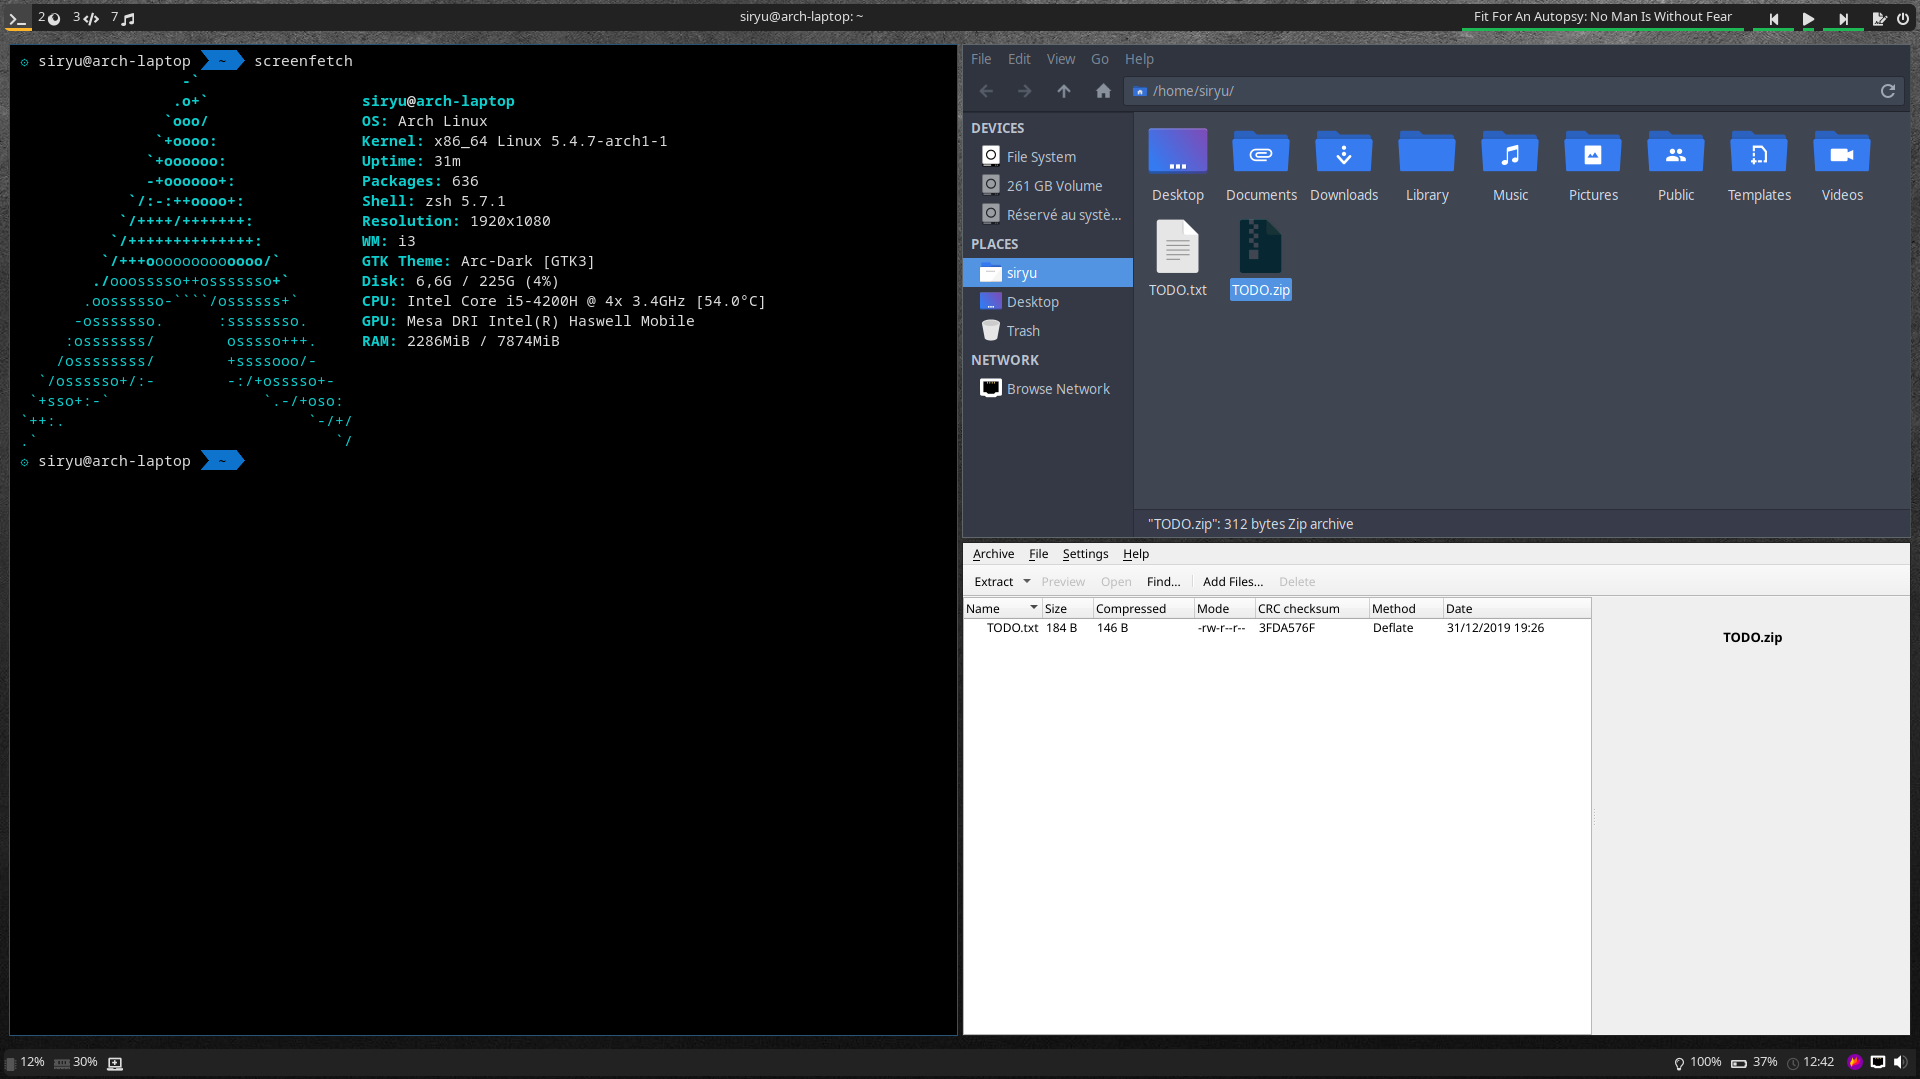 2 3 7
siryu@arch-laptop: ~
Fit For An Autopsy: No Man Is Without Fear
siryu@arch-laptop ~ screenfetch
-`
.o+`
`ooo/
`+oooo:
`+oooooo:
-+oooooo+:
`/:-:++oooo+:
`/++++/+++++++:
`/++++++++++++++:
`/+++ooooooooooooo/`
./ooosssso++osssssso+`
.oossssso-````/ossssss+`
-osssssso.      :ssssssso.
:osssssss/        osssso+++.
/ossssssss/        +ssssooo/-
`/ossssso+/:-        -:/+osssso+-
`+sso+:-`                 `.-/+oso:
`++:.                           `-/+/
.`                                 `/
siryu@arch-laptop
OS: Arch Linux
Kernel: x86_64 Linux 5.4.7-arch1-1
Uptime: 31m
Packages: 636
Shell: zsh 5.7.1
Resolution: 1920x1080
WM: i3
GTK Theme: Arc-Dark [GTK3]
Disk: 6,6G / 225G (4%)
CPU: Intel Core i5-4200H @ 4x 3.4GHz [54.0°C]
GPU: Mesa DRI Intel(R) Haswell Mobile
RAM: 2286MiB / 7874MiB
siryu@arch-laptop ~
File Edit View Go Help
/home/siryu/
DEVICES
File System
261 GB Volume
Réservé au systè...
PLACES
siryu
Desktop
Trash
NETWORK
Browse Network
Desktop Documents Downloads Library Music Pictures Public Templates Videos
TODO.txt TODO.zip
"TODO.zip": 312 bytes Zip archive
Archive File Settings Help
Extract Preview Open Find... Add Files... Delete
Name Size Compressed Mode CRC checksum Method Date
TODO.txt 184 B 146 B -rw-r--r-- 3FDA576F Deflate 31/12/2019 19:26
TODO.zip
12% 30%
100% 37% 12:42